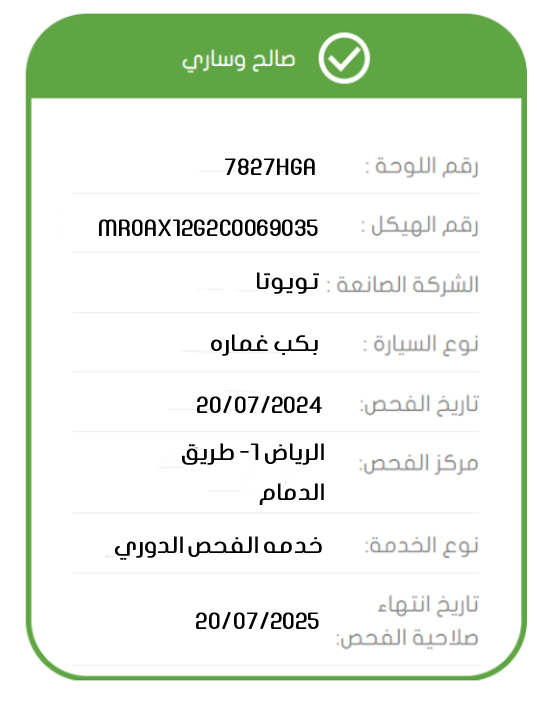 صالح وساري
رقم اللوحة : 7827HGA
رقم الهيكل : MR0AX12G2C0069035
الشركة الصانعة : تويوتا
نوع السيارة : بكب غماره
تاريخ الفحص: 20/07/2024
مركز الفحص: الرياض 1- طريق
الدمام
نوع الخدمة: خدمه الفحص الدوري
تاريخ انتهاء
صلاحية الفحص: 20/07/2025